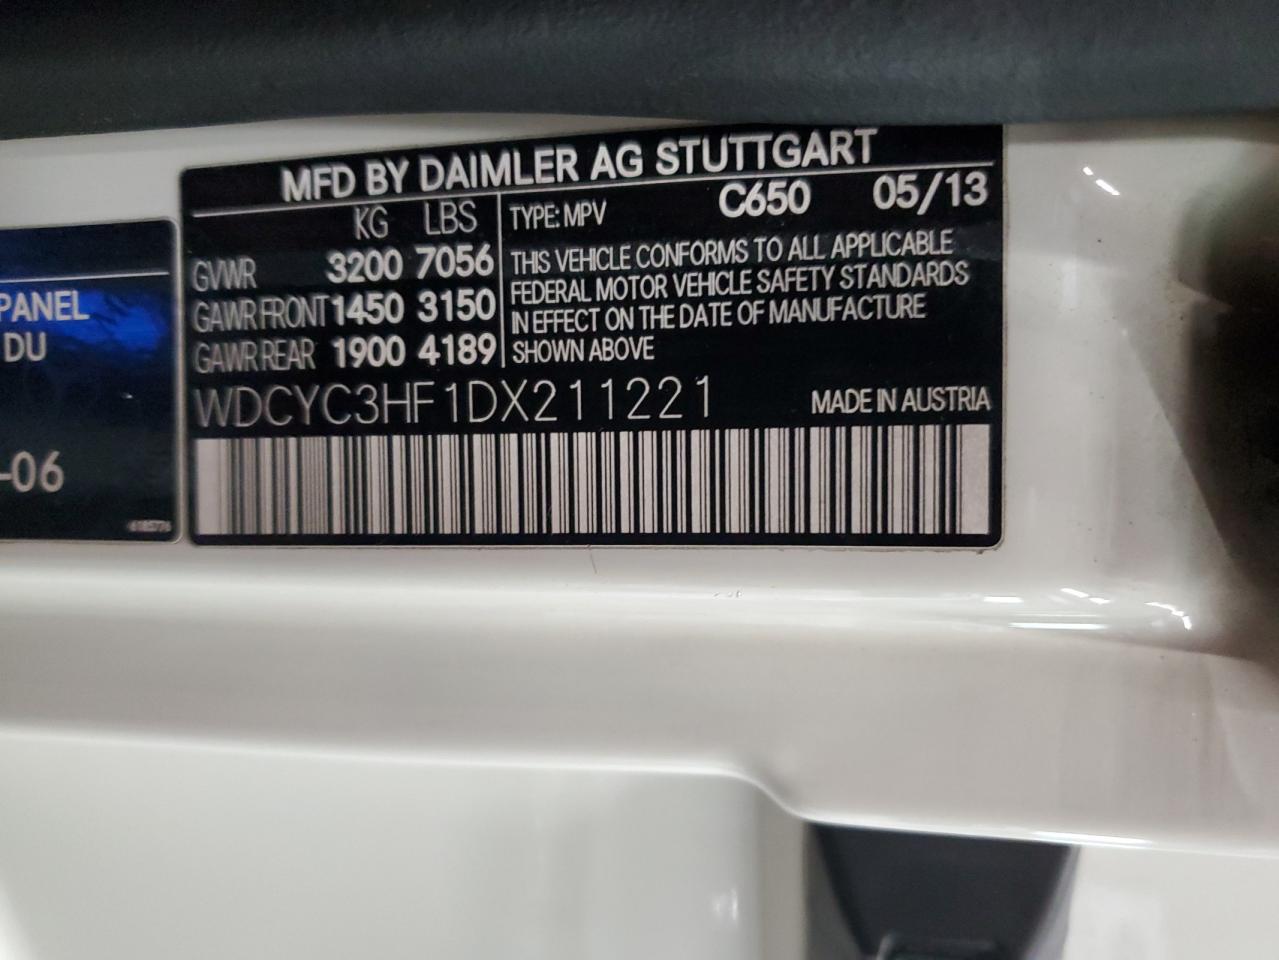 MFD BY DAIMLER AG STUTTGART
KG LBS
GVWR 3200 7056
GAWR FRONT 1450 3150
GAWR REAR 1900 4189
TYPE: MPV C650 05/13
THIS VEHICLE CONFORMS TO ALL APPLICABLE
FEDERAL MOTOR VEHICLE SAFETY STANDARDS
IN EFFECT ON THE DATE OF MANUFACTURE
SHOWN ABOVE
WDCYC3HF1DX211221 MADE IN AUSTRIA
PANEL
DU
-06